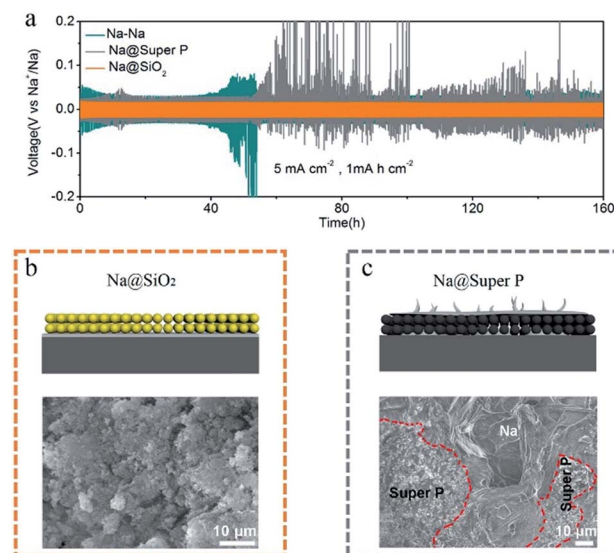 a
Na-Na
Na@Super P
Na@SiO₂
0.2
0.1
0.0
-0.1
-0.2
Voltage(V vs Na⁺/Na)
5 mA cm⁻² , 1mA h cm⁻²
0
40
80
120
160
Time(h)
b
Na@SiO₂
10 μm
c
Na@Super P
Na
Super P
Super P
10 μm